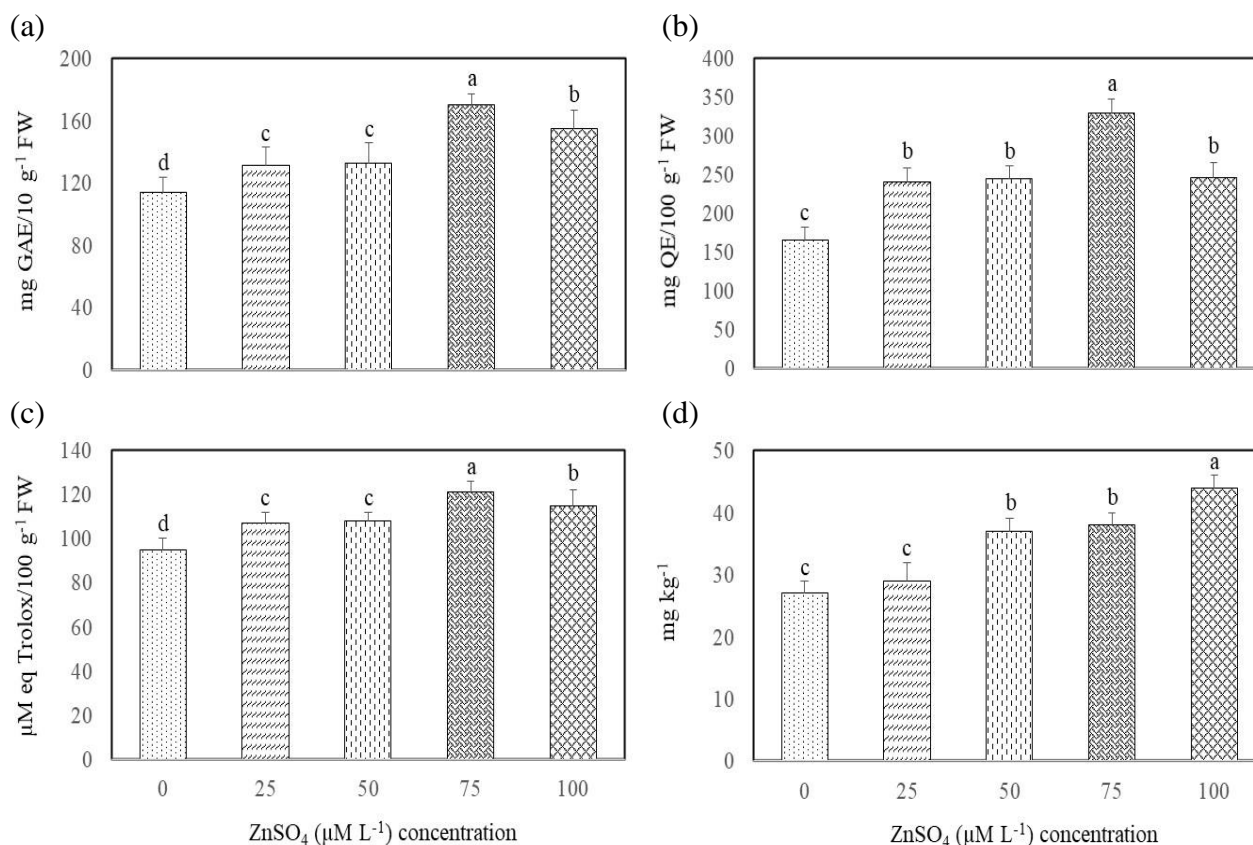 (a)
mg GAE/10 g⁻¹ FW
200
160
120
80
40
0
d
c
c
a
b
(b)
mg QE/100 g⁻¹ FW
400
350
300
250
200
150
100
50
0
c
b
b
a
b
(c)
µM eq Trolox/100 g⁻¹ FW
140
120
100
80
60
40
20
0
d
c
c
a
b
0 25 50 75 100
ZnSO₄ (µM L⁻¹) concentration
(d)
mg kg⁻¹
50
40
30
20
10
0
c
c
b
b
a
0 25 50 75 100
ZnSO₄ (µM L⁻¹) concentration